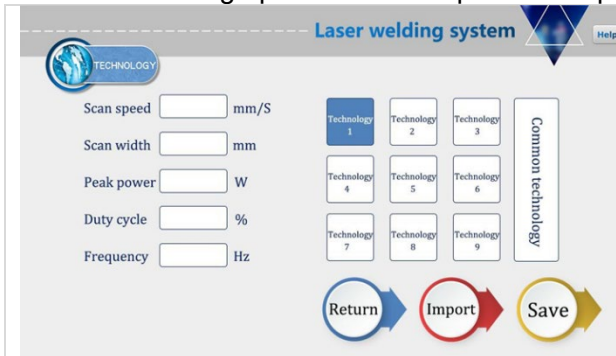 Laser welding system
Help
TECHNOLOGY
Scan speed mm/S
Scan width mm
Peak power W
Duty cycle %
Frequency Hz
Technology 1
Technology 2
Technology 3
Technology 4
Technology 5
Technology 6
Technology 7
Technology 8
Technology 9
Common technology
Return
Import
Save